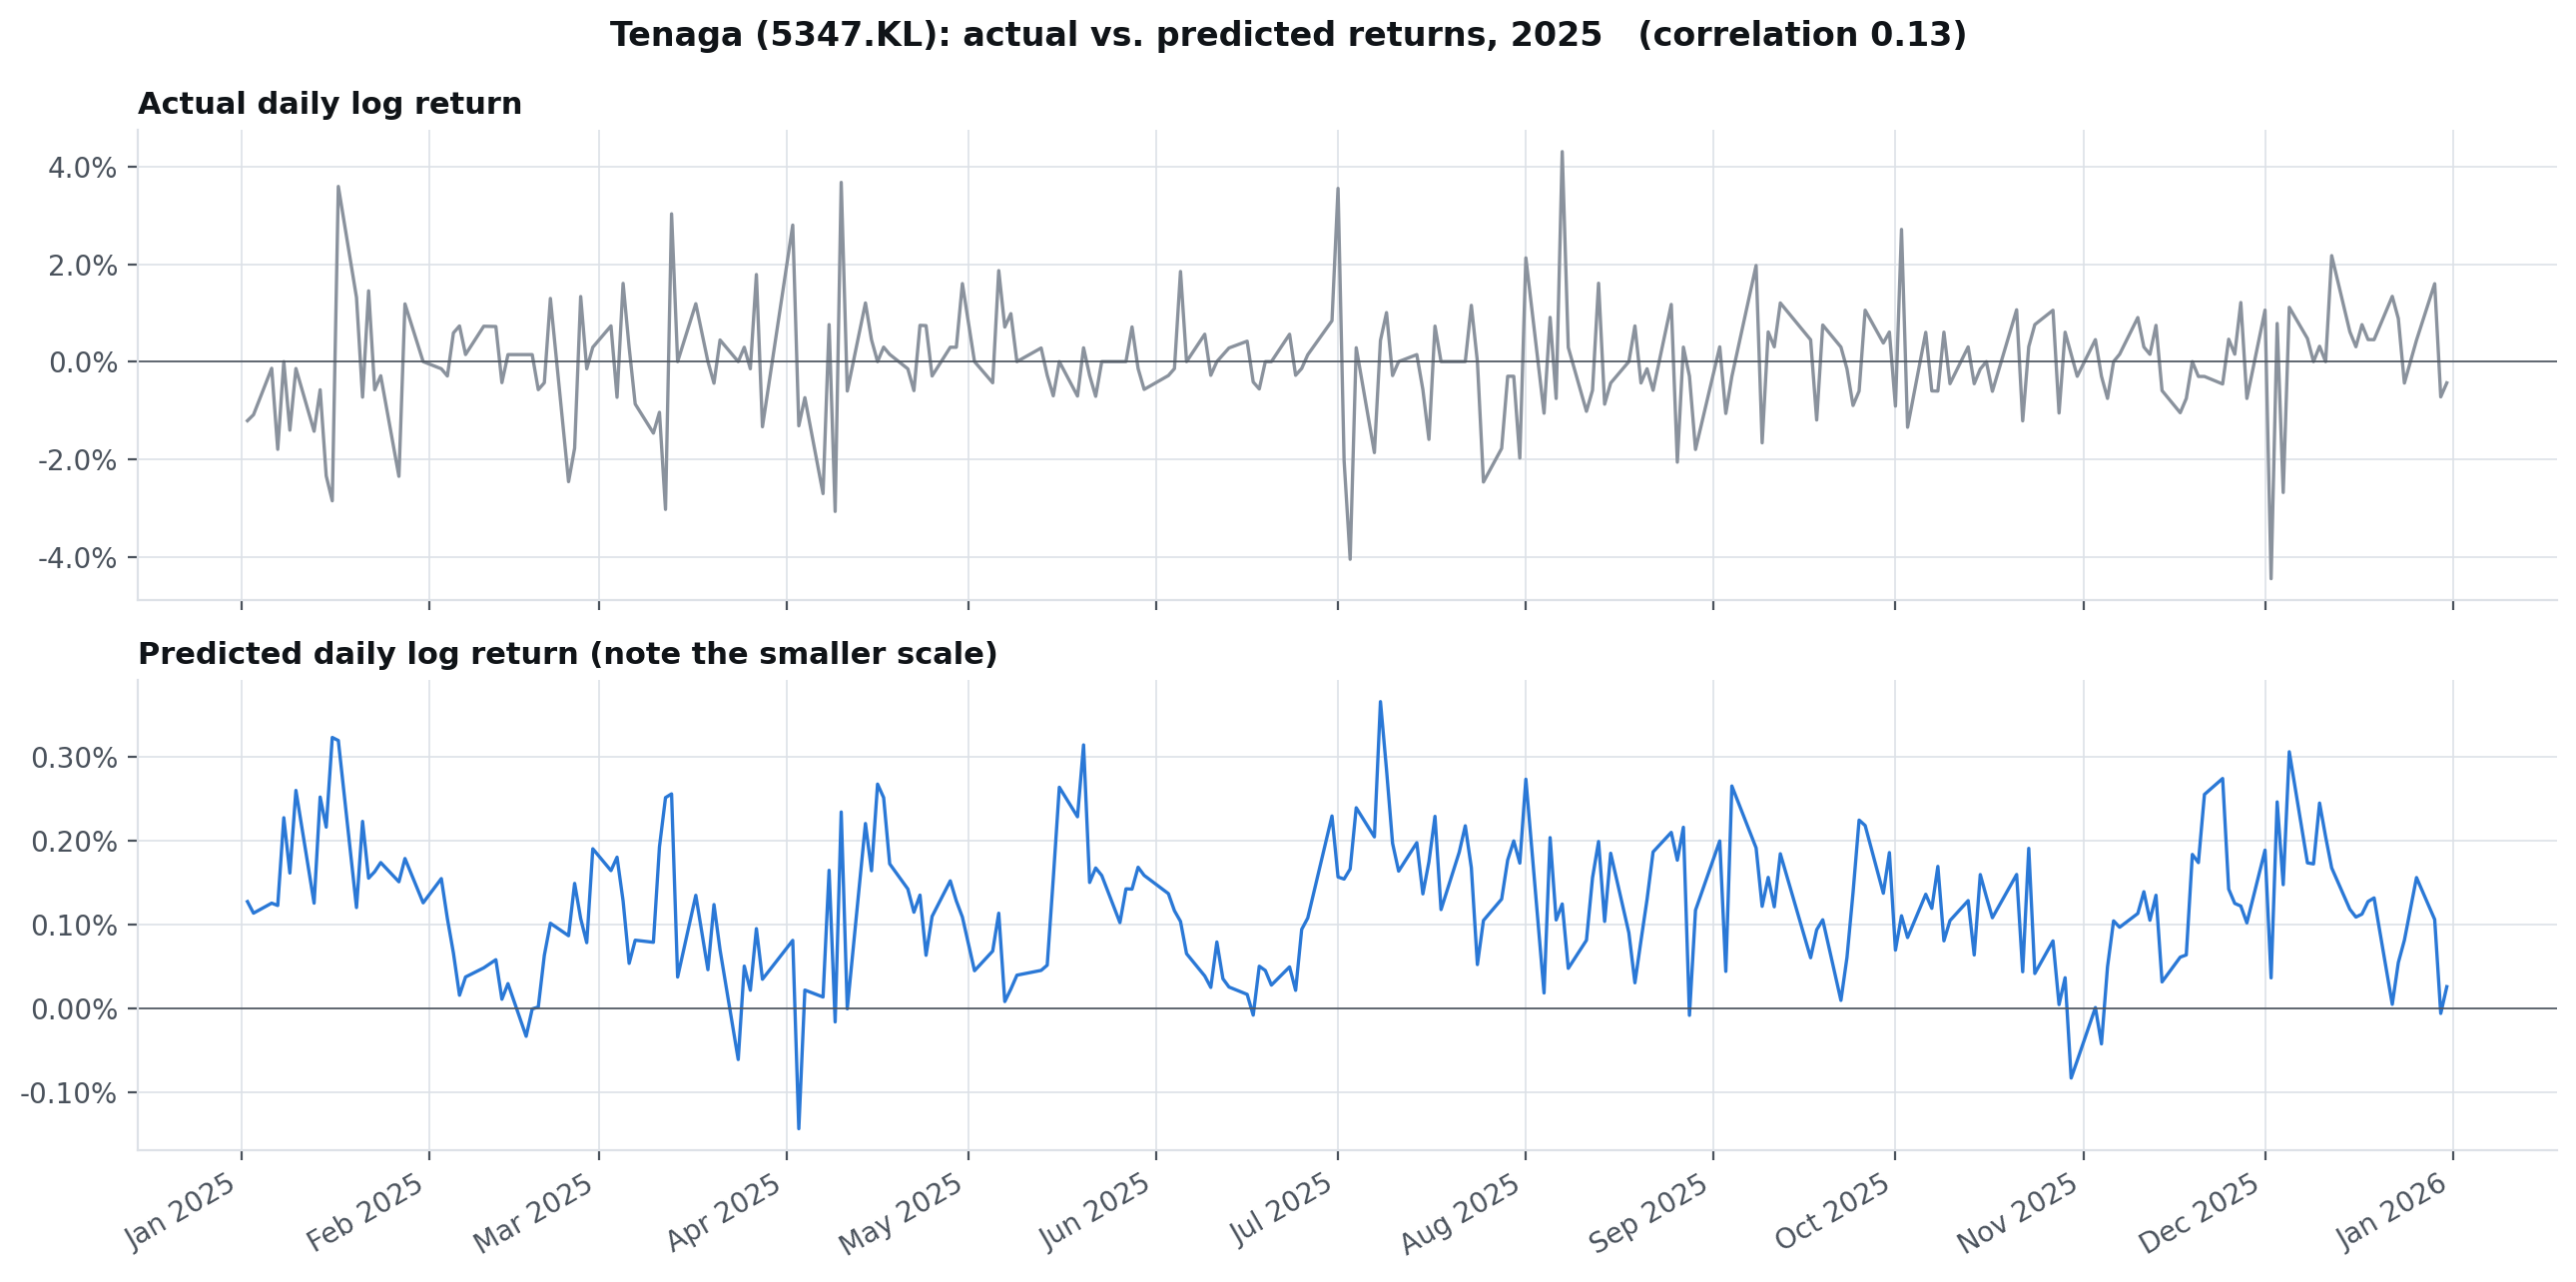 Tenaga (5347.KL): actual vs. predicted returns, 2025   (correlation 0.13)
Actual daily log return
4.0%
2.0%
0.0%
-2.0%
-4.0%
Predicted daily log return (note the smaller scale)
0.30%
0.20%
0.10%
0.00%
-0.10%
Jan 2025
Feb 2025
Mar 2025
Apr 2025
May 2025
Jun 2025
Jul 2025
Aug 2025
Sep 2025
Oct 2025
Nov 2025
Dec 2025
Jan 2026